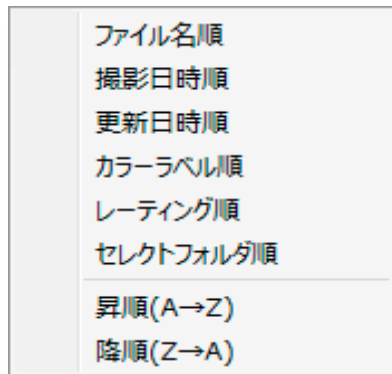 ファイル名順
撮影日時順
更新日時順
カラーラベル順
レーティング順
セレクトフォルダ順
昇順(A→Z)
降順(Z→A)